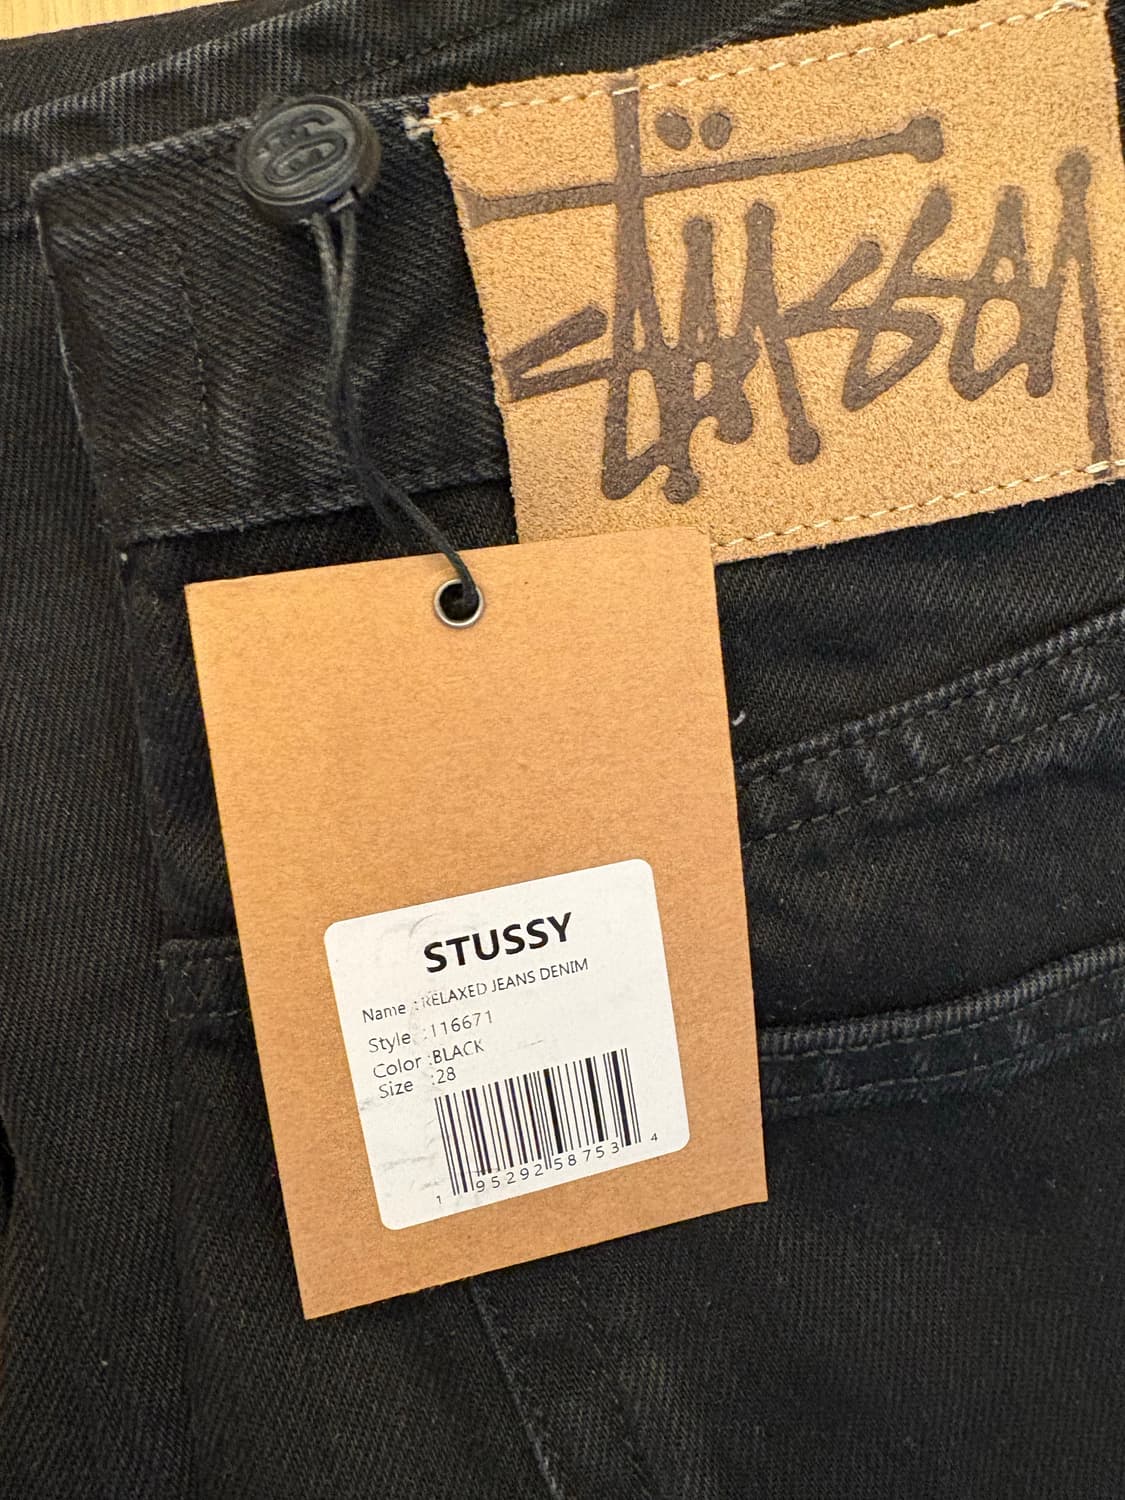 Stüssy
STUSSY
Name : RELAXED JEANS DENIM
Style :116671
Color :BLACK
Size :28
1 95292 58753 4